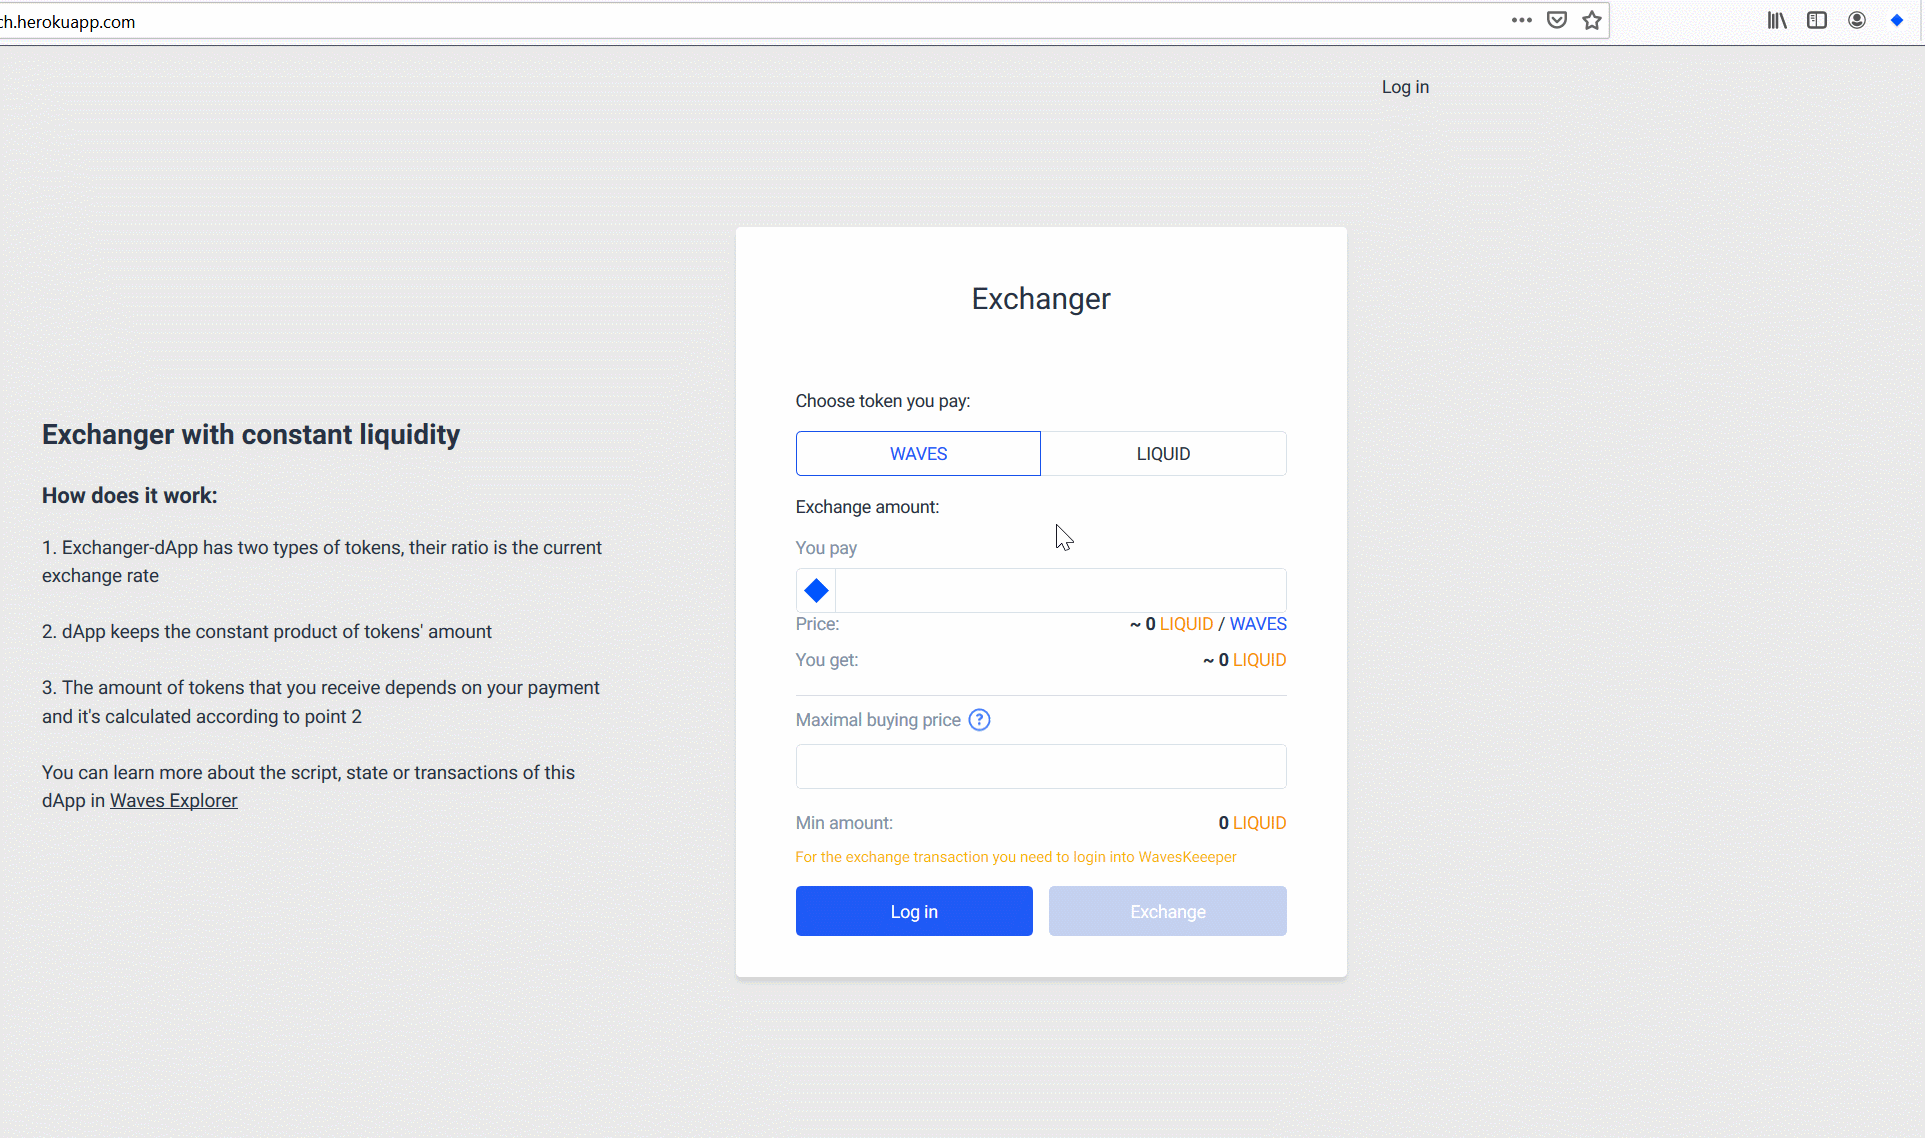 ch.herokuapp.com
Log in
Exchanger with constant liquidity
How does it work:
1. Exchanger-dApp has two types of tokens, their ratio is the current
exchange rate
2. dApp keeps the constant product of tokens' amount
3. The amount of tokens that you receive depends on your payment
and it's calculated according to point 2
You can learn more about the script, state or transactions of this
dApp in Waves Explorer
Exchanger
Choose token you pay:
WAVES LIQUID
Exchange amount:
You pay
Price: ~ 0 LIQUID / WAVES
You get: ~ 0 LIQUID
Maximal buying price ?
Min amount: 0 LIQUID
For the exchange transaction you need to login into WavesKeeeper
Log in Exchange